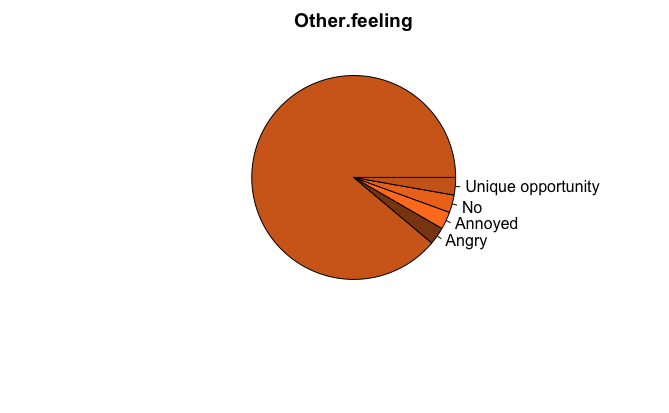 Other.feeling
Unique opportunity
No
Annoyed
Angry